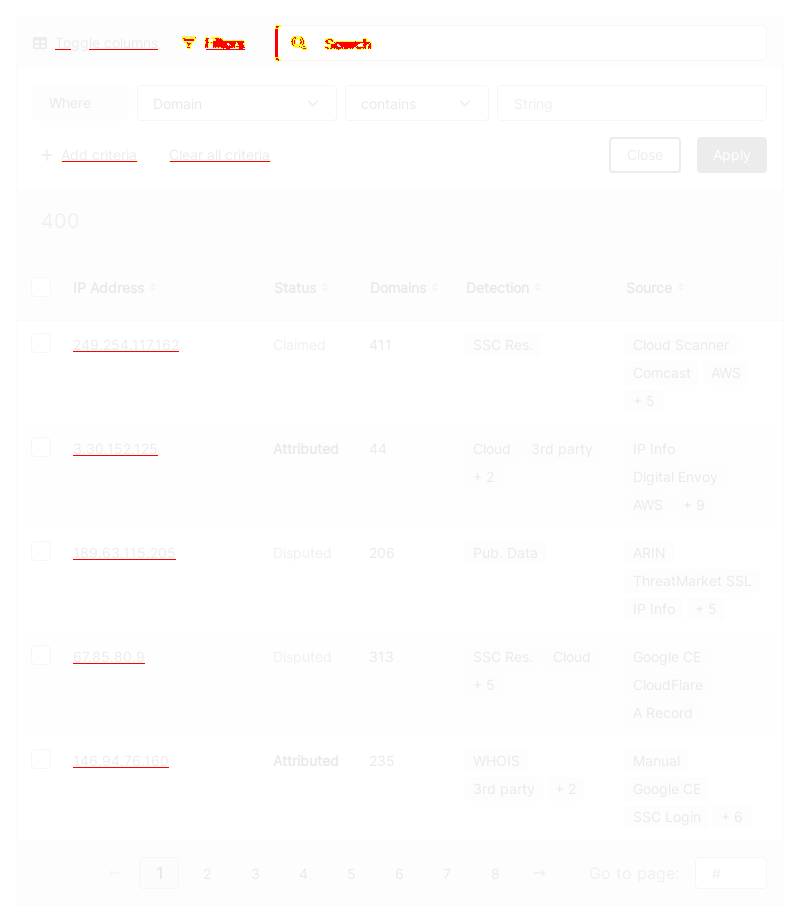 Toggle columns Filters Search
Where Domain contains String
+ Add criteria Clear all criteria Close Apply
400
IP Address Status Domains Detection Source
249.254.117.162 Claimed 411 SSC Res. Cloud Scanner
Comcast AWS
+ 5
3.30.152.125 Attributed 44 Cloud 3rd party IP Info
+ 2 Digital Envoy
AWS + 9
189.63.115.205 Disputed 206 Pub. Data ARIN
ThreatMarket SSL
IP Info + 5
67.85.80.9 Disputed 313 SSC Res. Cloud Google CE
+ 5 CloudFlare
A Record
146.94.76.160 Attributed 235 WHOIS Manual
3rd party + 2 Google CE
SSC Login + 6
← 1 2 3 4 5 6 7 8 → Go to page: #